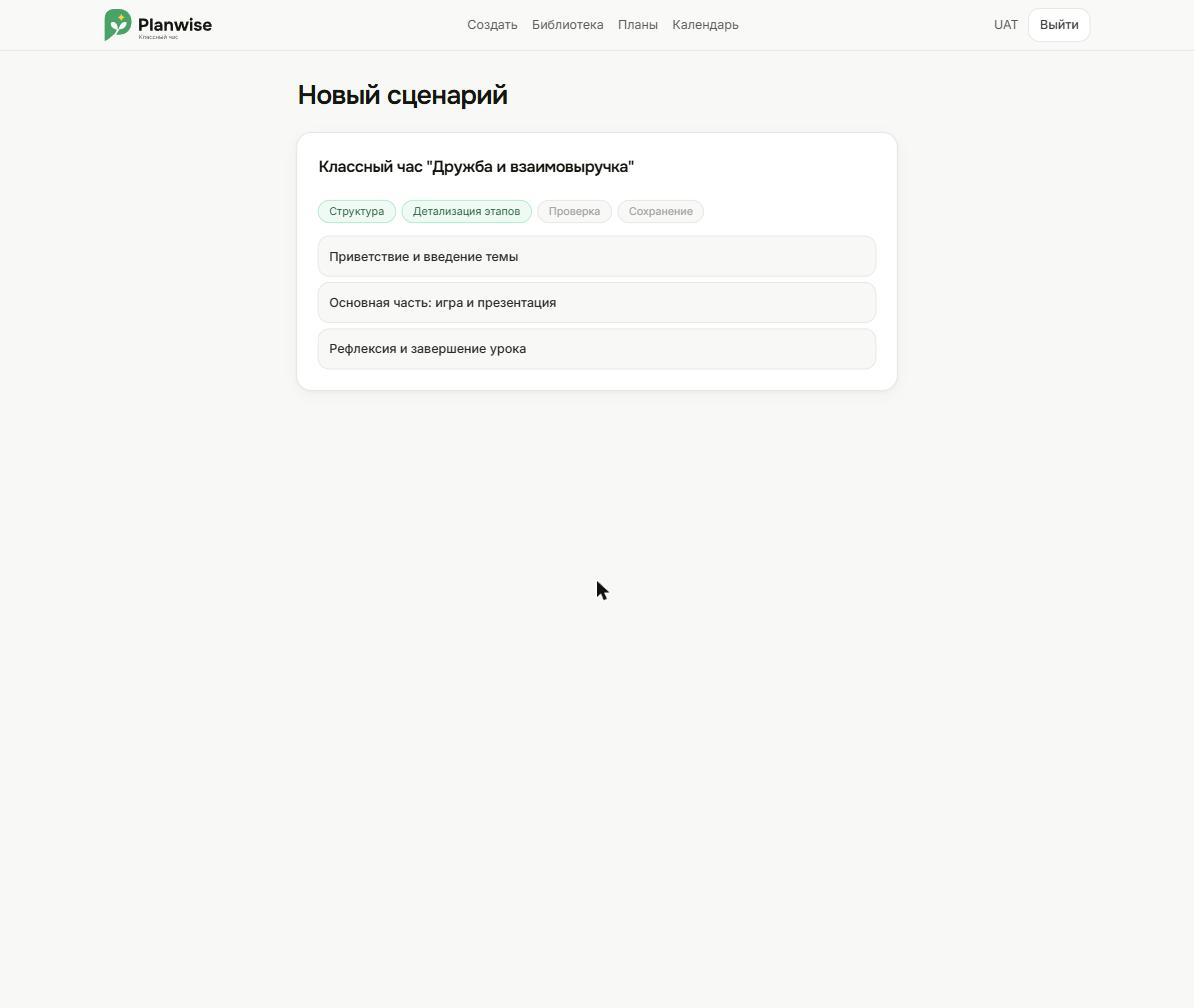 Planwise
Классный час
Создать Библиотека Планы Календарь
UAT Выйти
Новый сценарий
Классный час "Дружба и взаимовыручка"
Структура Детализация этапов Проверка Сохранение
Приветствие и введение темы
Основная часть: игра и презентация
Рефлексия и завершение урока